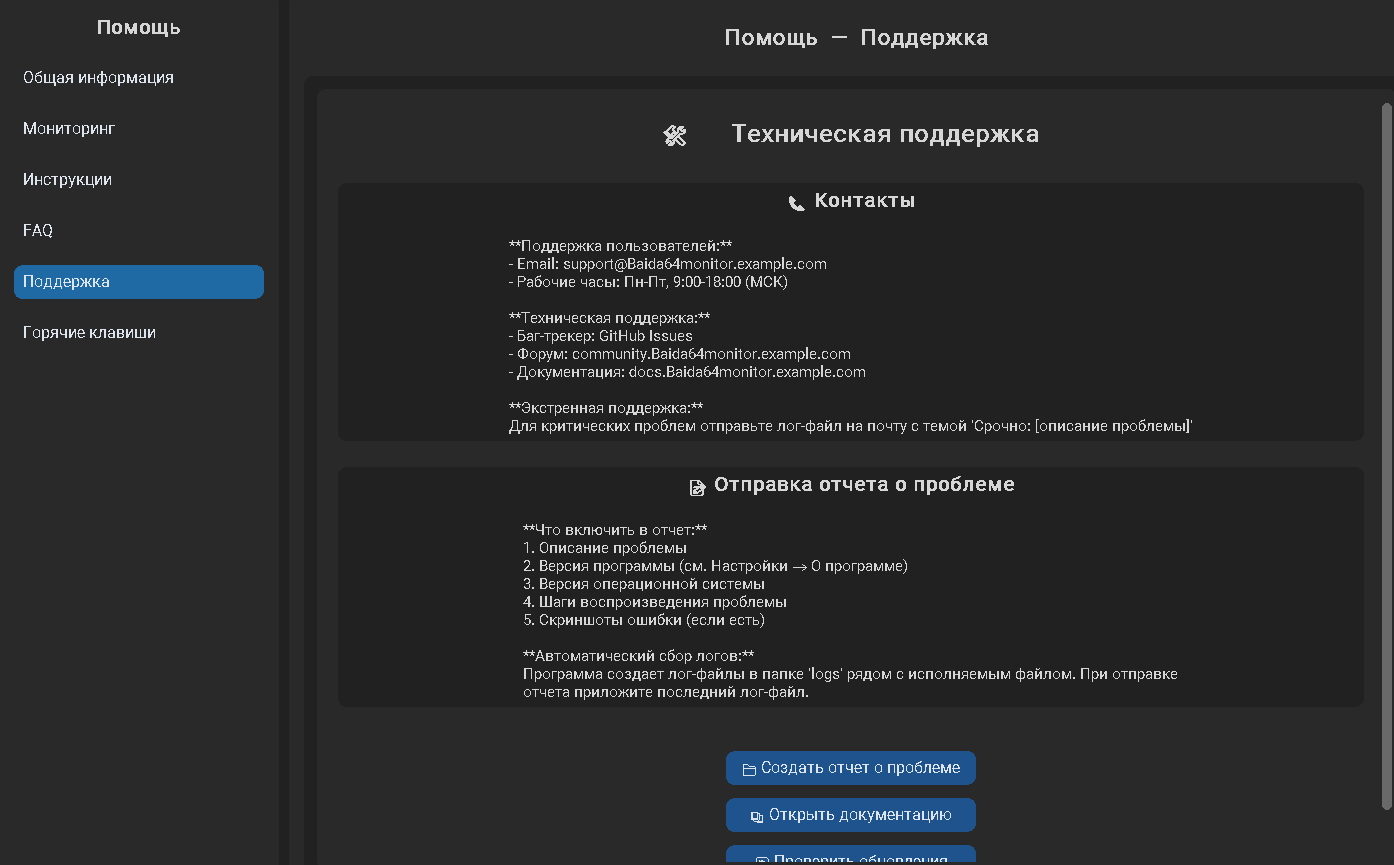 Помощь
Общая информация
Мониторинг
Инструкции
FAQ
Поддержка
Горячие клавиши
Помощь — Поддержка
Техническая поддержка
Контакты
**Поддержка пользователей:**
- Email: support@Baida64monitor.example.com
- Рабочие часы: Пн-Пт, 9:00-18:00 (МСК)
**Техническая поддержка:**
- Баг-трекер: GitHub Issues
- Форум: community.Baida64monitor.example.com
- Документация: docs.Baida64monitor.example.com
**Экстренная поддержка:**
Для критических проблем отправьте лог-файл на почту с темой 'Срочно: [описание проблемы]'
Отправка отчета о проблеме
**Что включить в отчет:**
1. Описание проблемы
2. Версия программы (см. Настройки → О программе)
3. Версия операционной системы
4. Шаги воспроизведения проблемы
5. Скриншоты ошибки (если есть)
**Автоматический сбор логов:**
Программа создает лог-файлы в папке 'logs' рядом с исполняемым файлом. При отправке
отчета приложите последний лог-файл.
Создать отчет о проблеме
Открыть документацию
Проверить обновления